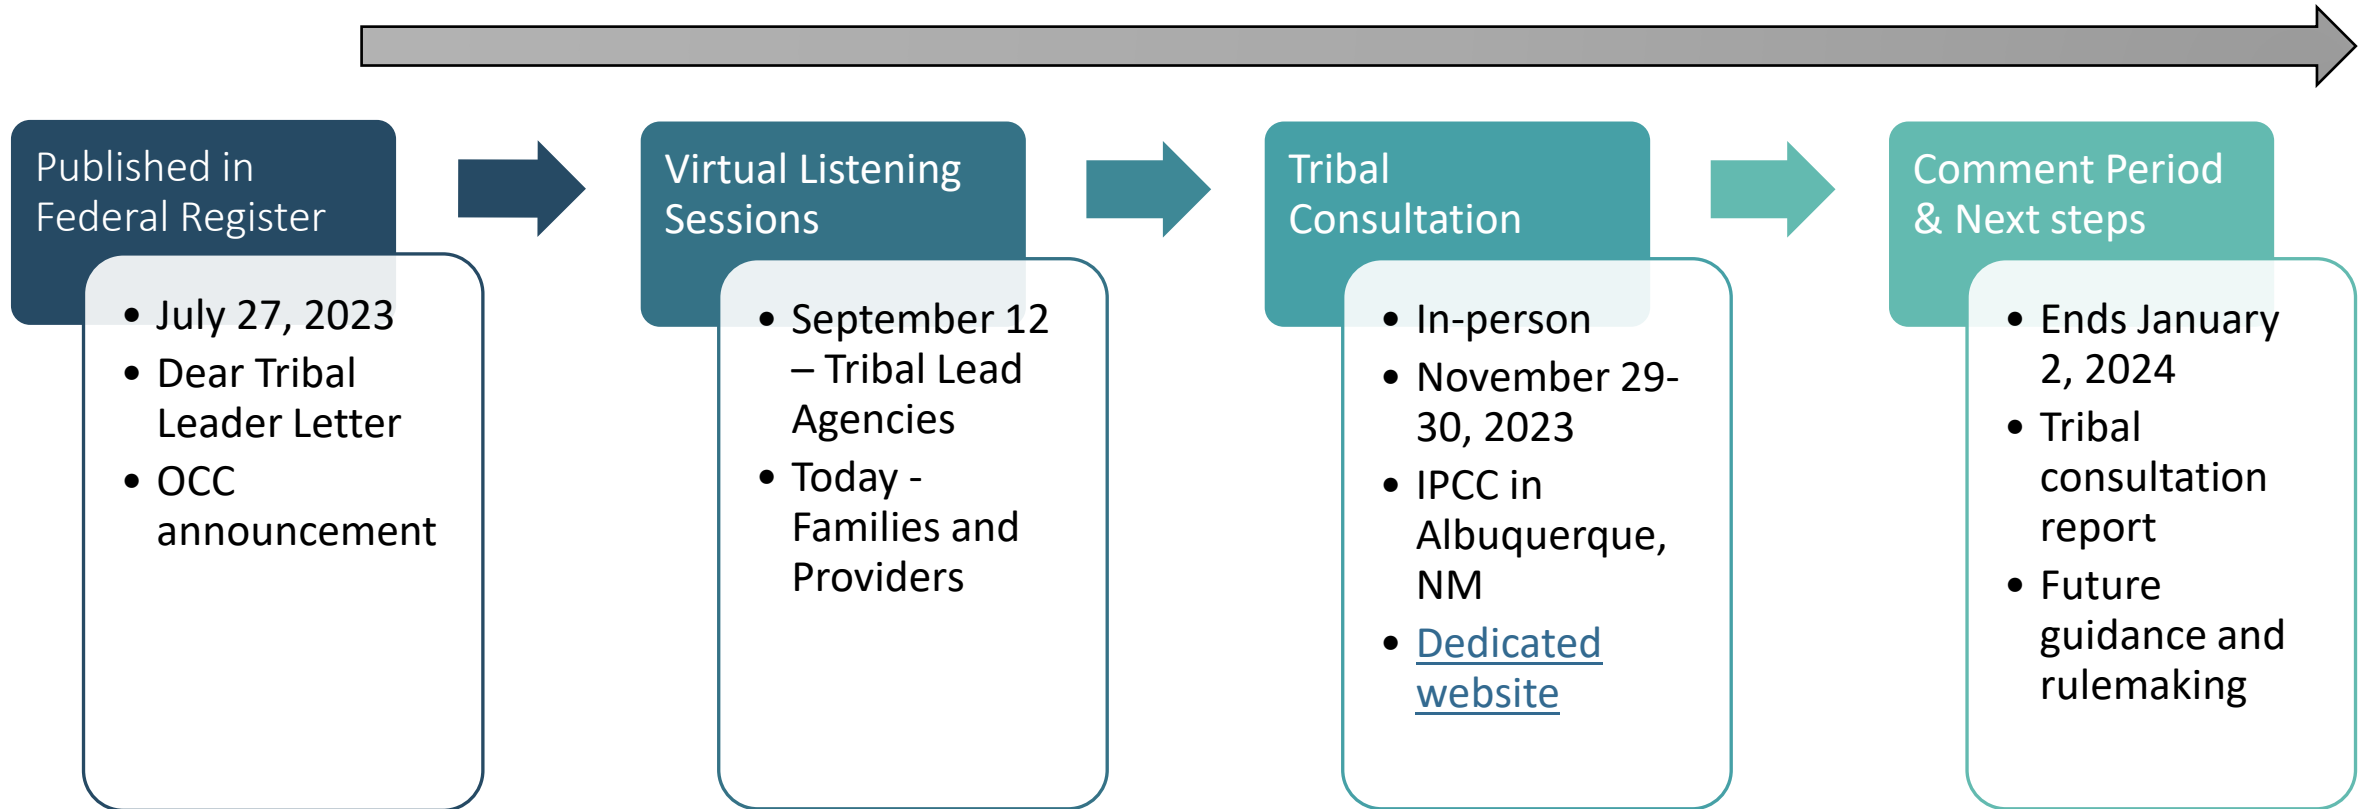 Published in
Federal Register
• July 27, 2023
• Dear Tribal
Leader Letter
• OCC
announcement
Virtual Listening
Sessions
• September 12
– Tribal Lead
Agencies
• Today -
Families and
Providers
Tribal
Consultation
• In-person
• November 29-
30, 2023
• IPCC in
Albuquerque,
NM
• Dedicated
website
Comment Period
& Next steps
• Ends January
2, 2024
• Tribal
consultation
report
• Future
guidance and
rulemaking